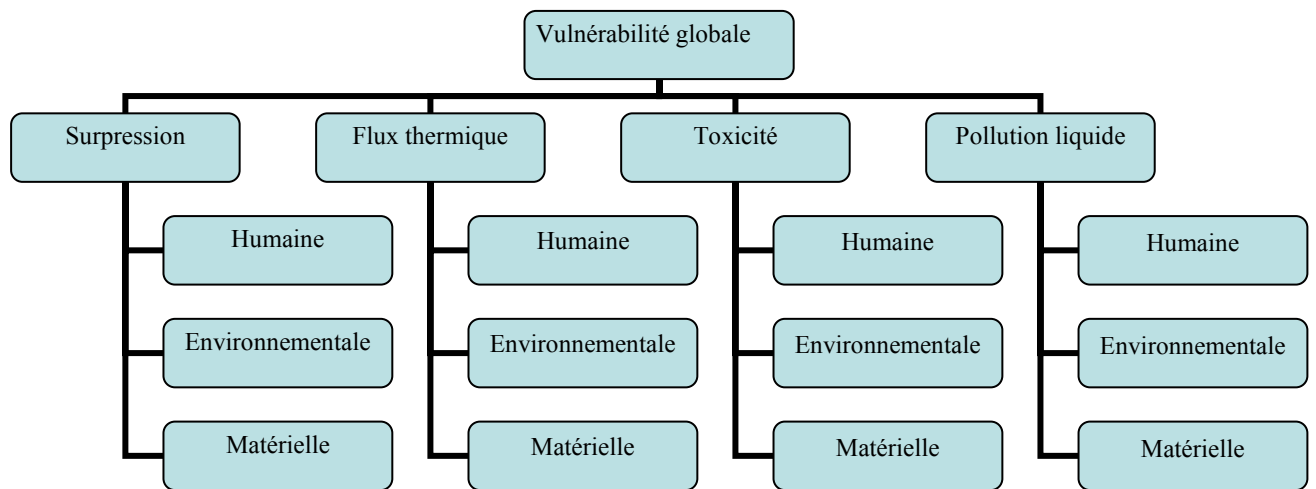 Vulnérabilité globale
Surpression
Flux thermique
Toxicité
Pollution liquide
Humaine
Humaine
Humaine
Humaine
Environnementale
Environnementale
Environnementale
Environnementale
Matérielle
Matérielle
Matérielle
Matérielle